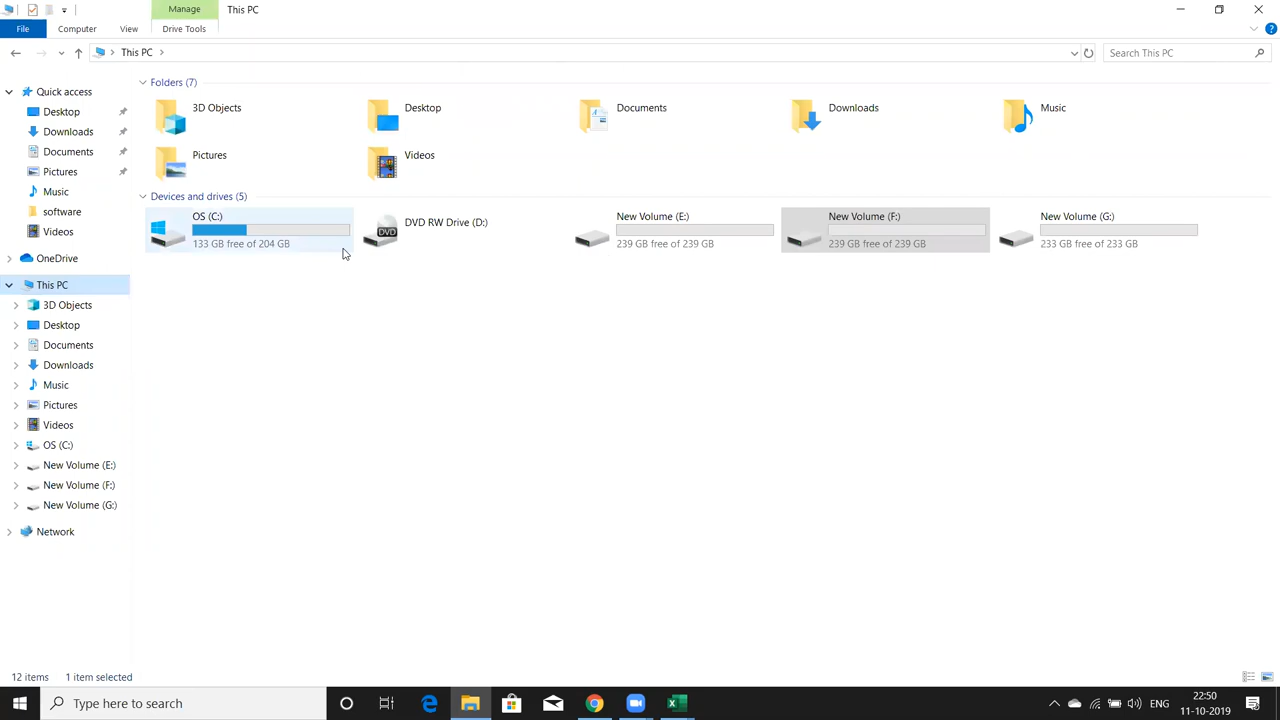 Manage
This PC
File
Computer
View
Drive Tools
This PC
Search This PC
Quick access
Desktop
Downloads
Documents
Pictures
Music
software
Videos
OneDrive
This PC
3D Objects
Desktop
Documents
Downloads
Music
Pictures
Videos
OS (C:)
New Volume (E:)
New Volume (F:)
New Volume (G:)
Network
Folders (7)
3D Objects
Desktop
Documents
Downloads
Music
Pictures
Videos
Devices and drives (5)
OS (C:)
133 GB free of 204 GB
DVD RW Drive (D:)
DVD
New Volume (E:)
239 GB free of 239 GB
New Volume (F:)
239 GB free of 239 GB
New Volume (G:)
233 GB free of 233 GB
12 items
1 item selected
Type here to search
ENG
22:50
11-10-2019